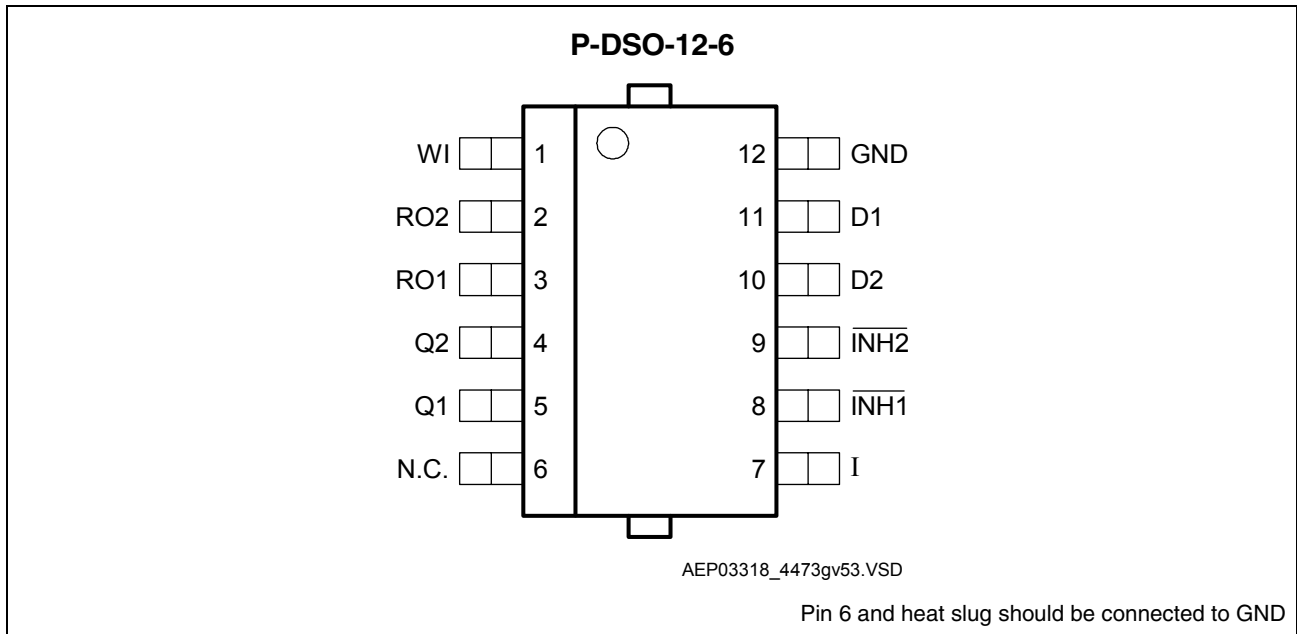 P-DSO-12-6
WI 1 12 GND
RO2 2 11 D1
RO1 3 10 D2
Q2 4 9 INH2
Q1 5 8 INH1
N.C. 6 7 I
AEP03318_4473gv53.VSD
Pin 6 and heat slug should be connected to GND